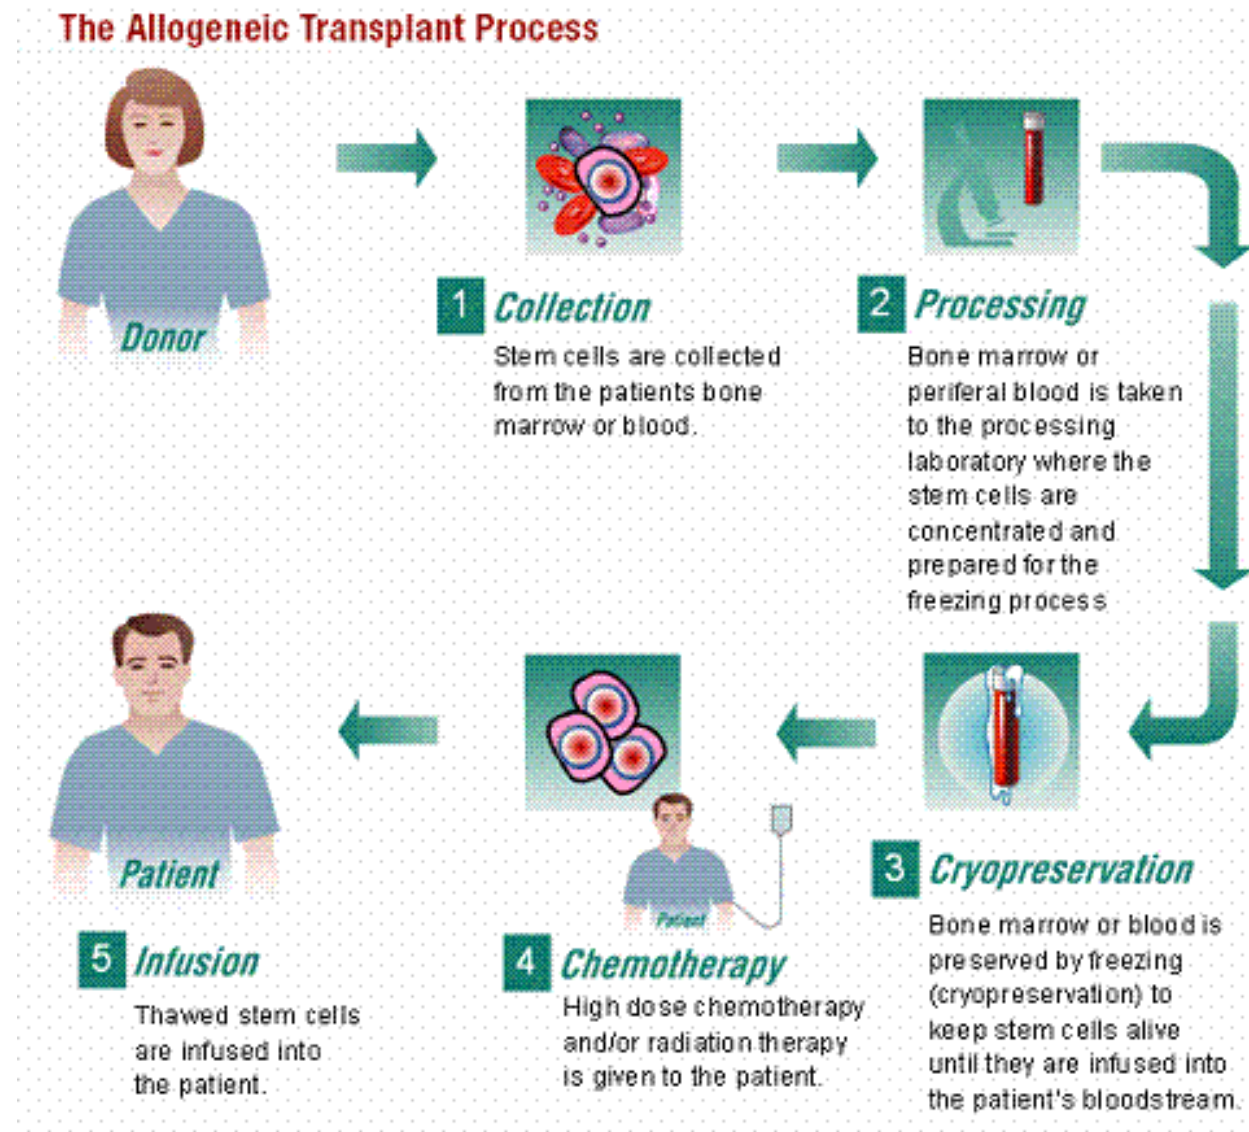 The Allogeneic Transplant Process
Donor
1 Collection
Stem cells are collected
from the patients bone
marrow or blood.
2 Processing
Bone marrow or
periferal blood is taken
to the processing
laboratory where the
stem cells are
concentrated and
prepared for the
freezing process
3 Cryopreservation
Bone marrow or blood is
preserved by freezing
(cryopreservation) to
keep stem cells alive
until they are infused into
the patient's bloodstream.
Patient
4 Chemotherapy
High dose chemotherapy
and/or radiation therapy
is given to the patient.
Patient
5 Infusion
Thawed stem cells
are infused into
the patient.